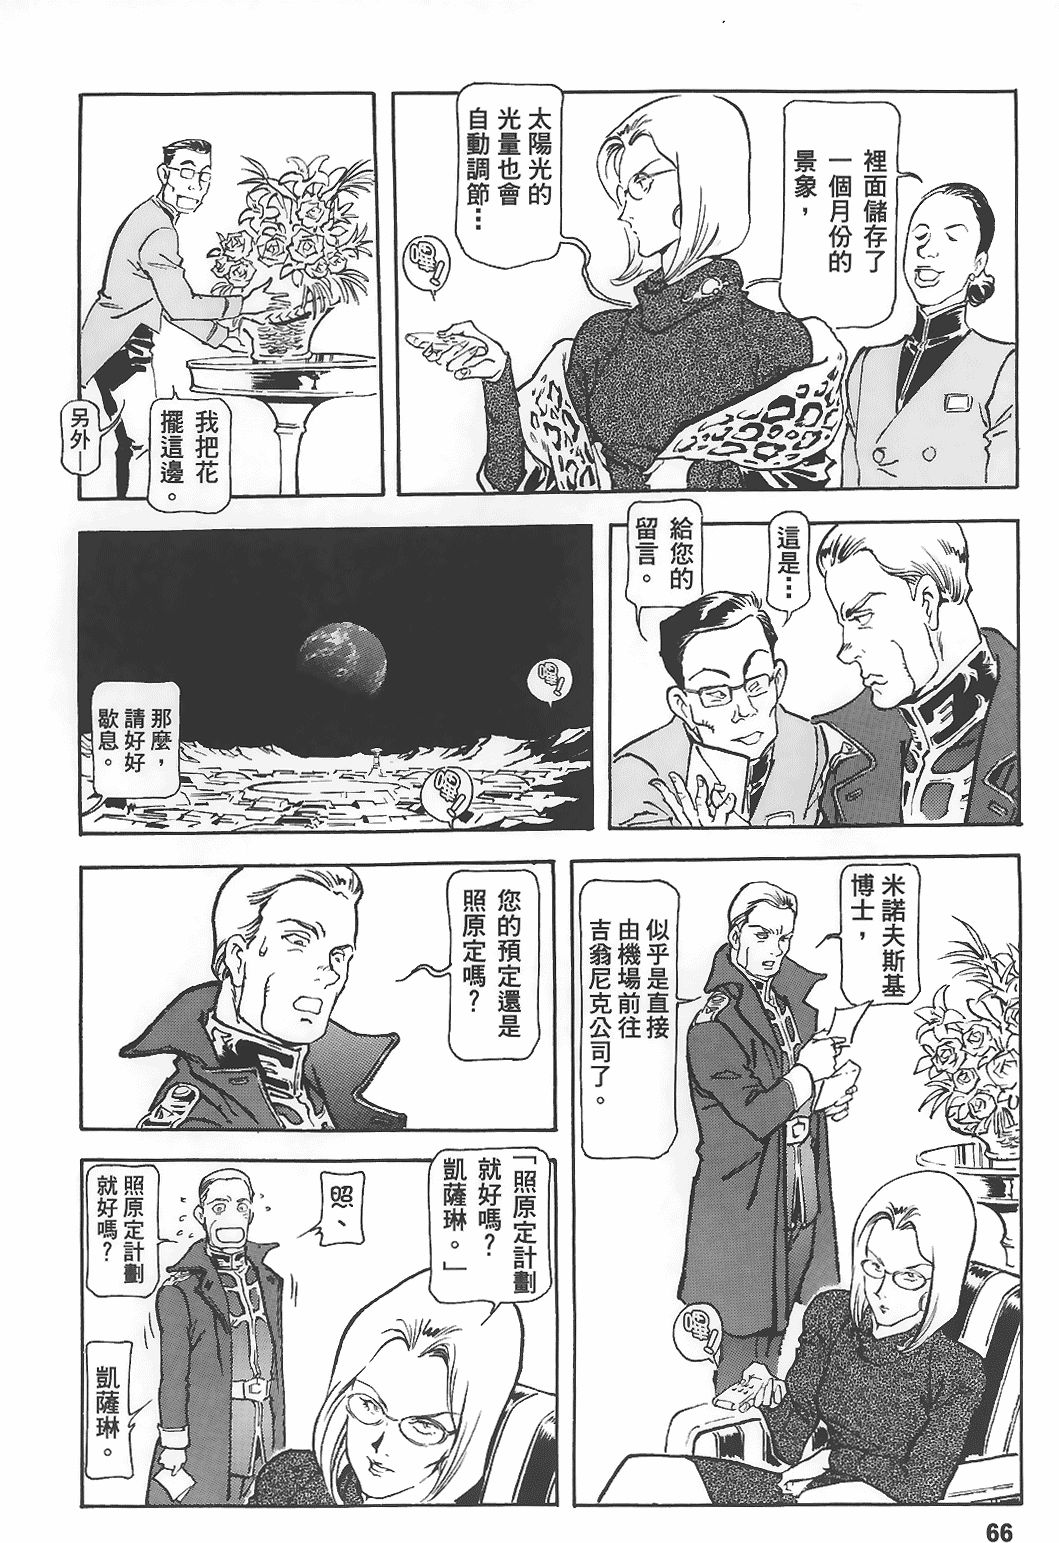 裡面儲存了
一個月份的
景象，
太陽光的
光量也會
自動調節…
我把花
擺這邊。
另外—
這是…
給您的
留言。
那麼，
請好好
歇息。
米諾夫斯基
博士，
似乎是直接
由機場前往
吉翁尼克公司了。
您的預定還是
照原定嗎？
「照原定計劃
就好嗎？
凱薩琳。」
照、
照原定計劃
就好嗎？
凱薩琳。
66